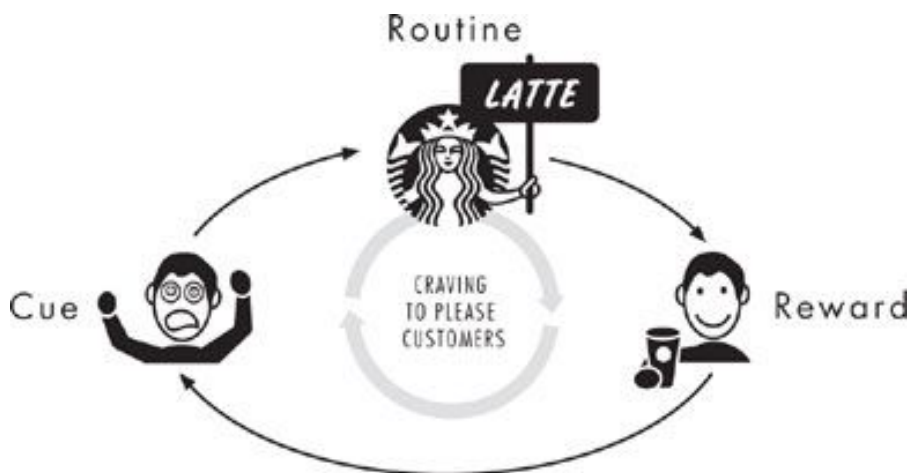 Routine
LATTE
Cue
CRAVING
TO PLEASE
CUSTOMERS
Reward